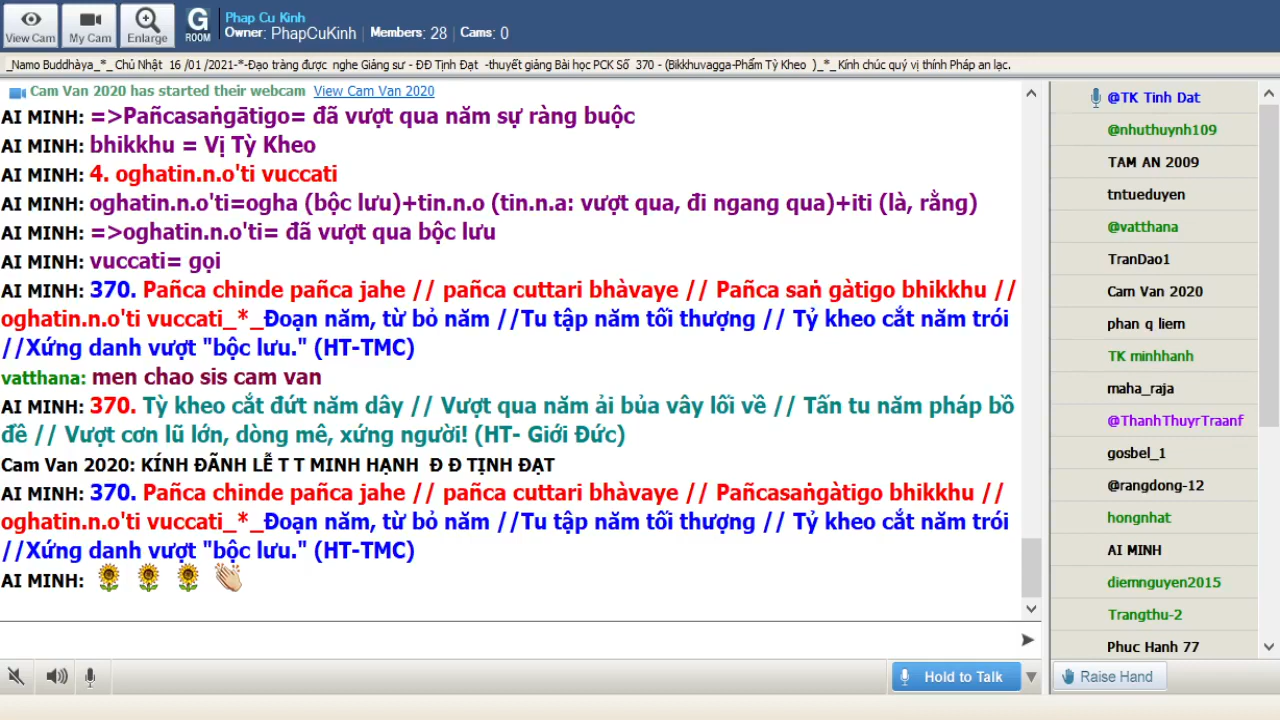 View Cam
My Cam
Enlarge
G
ROOM
Phap Cu Kinh
Owner: PhapCuKinh | Members: 28 | Cams: 0
_Namo Buddhàya_*_ Chủ Nhật 16 /01 /2021-*-Đạo tràng được nghe Giảng sư - ĐĐ Tịnh Đạt -thuyết giảng Bài học PCK Số 370 - (Bikkhuvagga-Phẩm Tỳ Kheo )_*_ Kính chúc quý vị thính Pháp an lạc.
Cam Van 2020 has started their webcam View Cam Van 2020
AI MINH: =>Pañcasaṅgātigo= đã vượt qua năm sự ràng buộc
AI MINH: bhikkhu = Vị Tỳ Kheo
AI MINH: 4. oghatin.n.o'ti vuccati
AI MINH: oghatin.n.o'ti=ogha (bộc lưu)+tin.n.o (tin.n.a: vượt qua, đi ngang qua)+iti (là, rằng)
AI MINH: =>oghatin.n.o'ti= đã vượt qua bộc lưu
AI MINH: vuccati= gọi
AI MINH: 370. Pañca chinde pañca jahe // pañca cuttari bhàvaye // Pañca saṅ gàtigo bhikkhu //
oghatin.n.o'ti vuccati_*_Đoạn năm, từ bỏ năm //Tu tập năm tối thượng // Tỷ kheo cắt năm trói
//Xứng danh vượt "bộc lưu." (HT-TMC)
vatthana: men chao sis cam van
AI MINH: 370. Tỳ kheo cắt đứt năm dây // Vượt qua năm ải bủa vây lối về // Tấn tu năm pháp bồ
đề // Vượt cơn lũ lớn, dòng mê, xứng người! (HT- Giới Đức)
Cam Van 2020: KÍNH ĐÃNH LỄ T T MINH HẠNH Đ Đ TỊNH ĐẠT
AI MINH: 370. Pañca chinde pañca jahe // pañca cuttari bhàvaye // Pañcasaṅgàtigo bhikkhu //
oghatin.n.o'ti vuccati_*_Đoạn năm, từ bỏ năm //Tu tập năm tối thượng // Tỷ kheo cắt năm trói
//Xứng danh vượt "bộc lưu." (HT-TMC)
AI MINH:
Hold to Talk
@TK Tinh Dat
@nhuthuynh109
TAM AN 2009
tntueduyen
@vatthana
TranDao1
Cam Van 2020
phan q liem
TK minhhanh
maha_raja
@ThanhThuyrTraanf
gosbel_1
@rangdong-12
hongnhat
AI MINH
diemnguyen2015
Trangthu-2
Phuc Hanh 77
Raise Hand